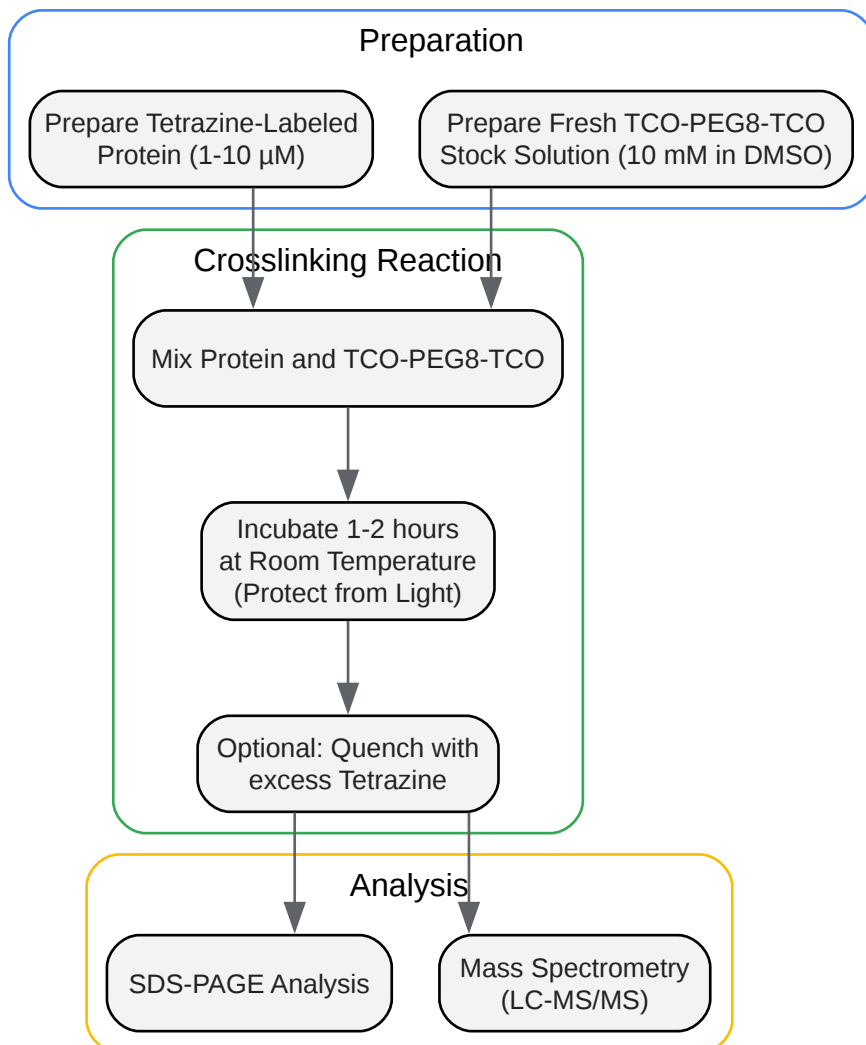 Preparation
Prepare Tetrazine-Labeled
Protein (1-10 µM)
Prepare Fresh TCO-PEG8-TCO
Stock Solution (10 mM in DMSO)
Crosslinking Reaction
Mix Protein and TCO-PEG8-TCO
Incubate 1-2 hours
at Room Temperature
(Protect from Light)
Optional: Quench with
excess Tetrazine
Analysis
SDS-PAGE Analysis
Mass Spectrometry
(LC-MS/MS)